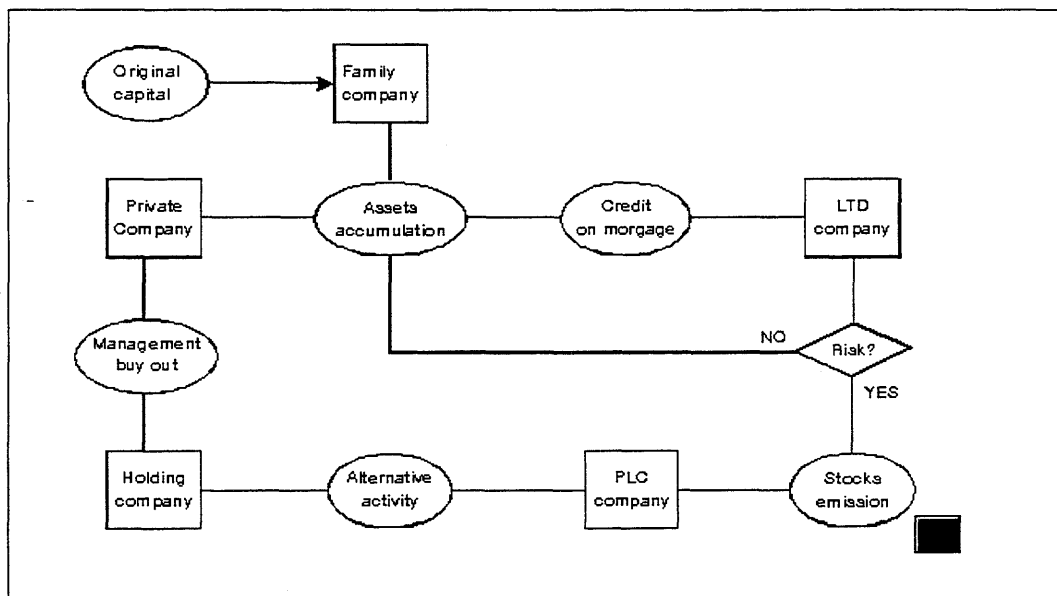 Original
capital
Family
company
Private
Company
Assets
accumulation
Credit
on morgage
LTD
company
NO
Risk?
YES
Management
buy out
Holding
company
Alternative
activity
PLC
company
Stocks
emission